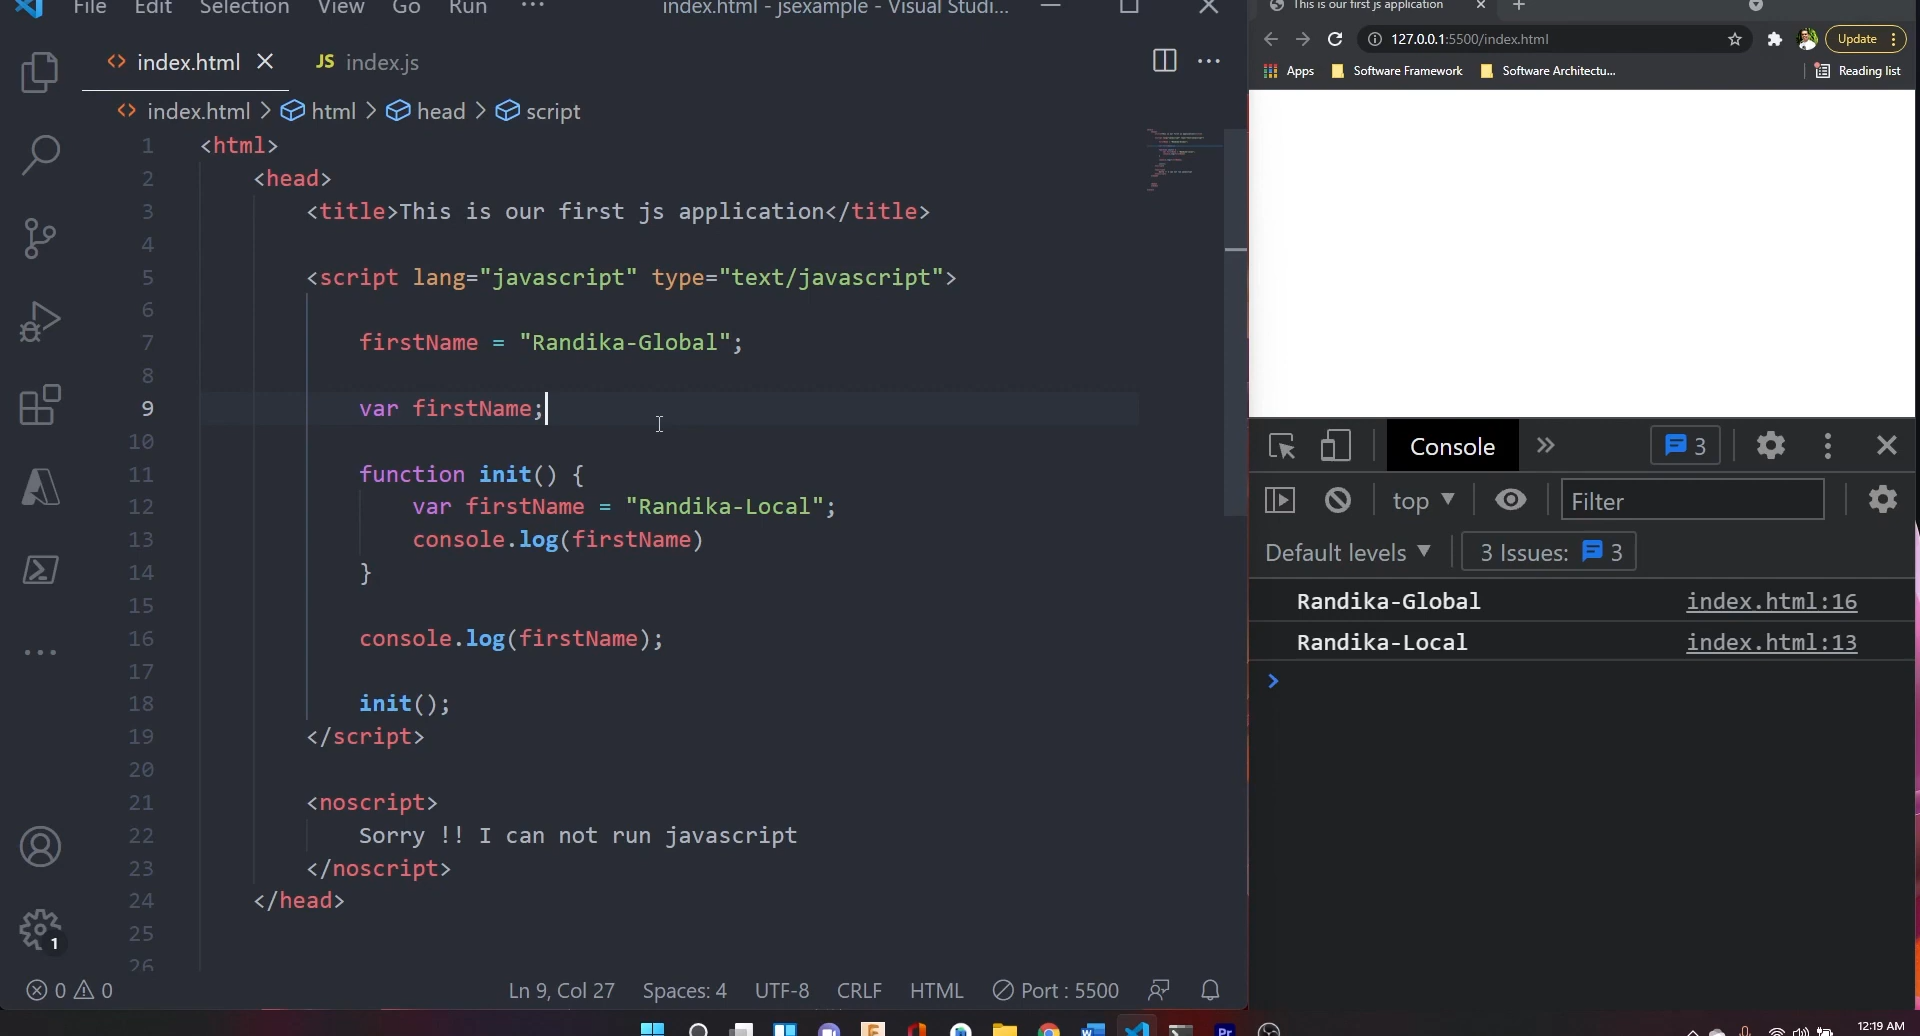 File Edit Selection View Go Run ··· index.html - jsexample - Visual Studi...
index.html JS index.js
index.html > html > head > script
1 <html>
2 <head>
3 <title>This is our first js application</title>
4
5 <script lang="javascript" type="text/javascript">
6
7 firstName = "Randika-Global";
8
9 var firstName;
10
11 function init() {
12 var firstName = "Randika-Local";
13 console.log(firstName)
14 }
15
16 console.log(firstName);
17
18 init();
19 </script>
20
21 <noscript>
22 Sorry !! I can not run javascript
23 </noscript>
24 </head>
25
26
1
0 0 Ln 9, Col 27 Spaces: 4 UTF-8 CRLF HTML Port : 5500
This is our first js application
127.0.0.1:5500/index.html Update
Apps Software Framework Software Architectu... Reading list
Console 3
top Filter
Default levels 3 Issues: 3
Randika-Global index.html:16
Randika-Local index.html:13
Pr 12:19 AM